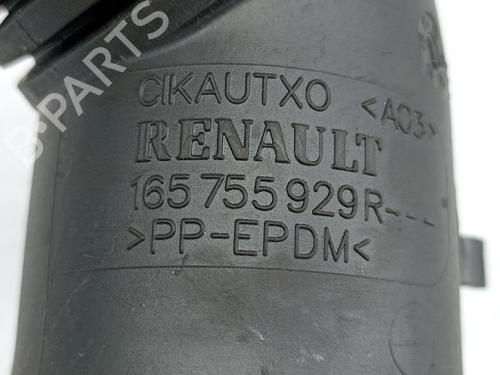 CIKAUTXO <A03>
RENAULT
165755929R---
>PP-EPDM<
B-Parts